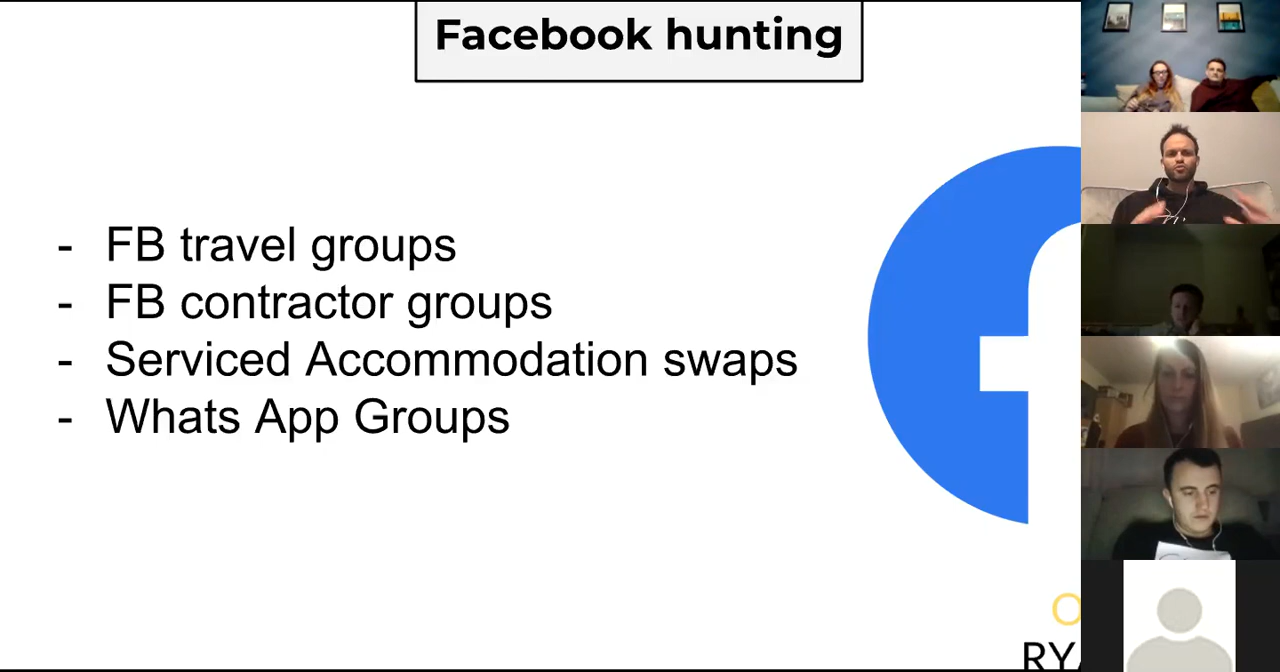 Facebook hunting
- FB travel groups
- FB contractor groups
- Serviced Accommodation swaps
- Whats App Groups